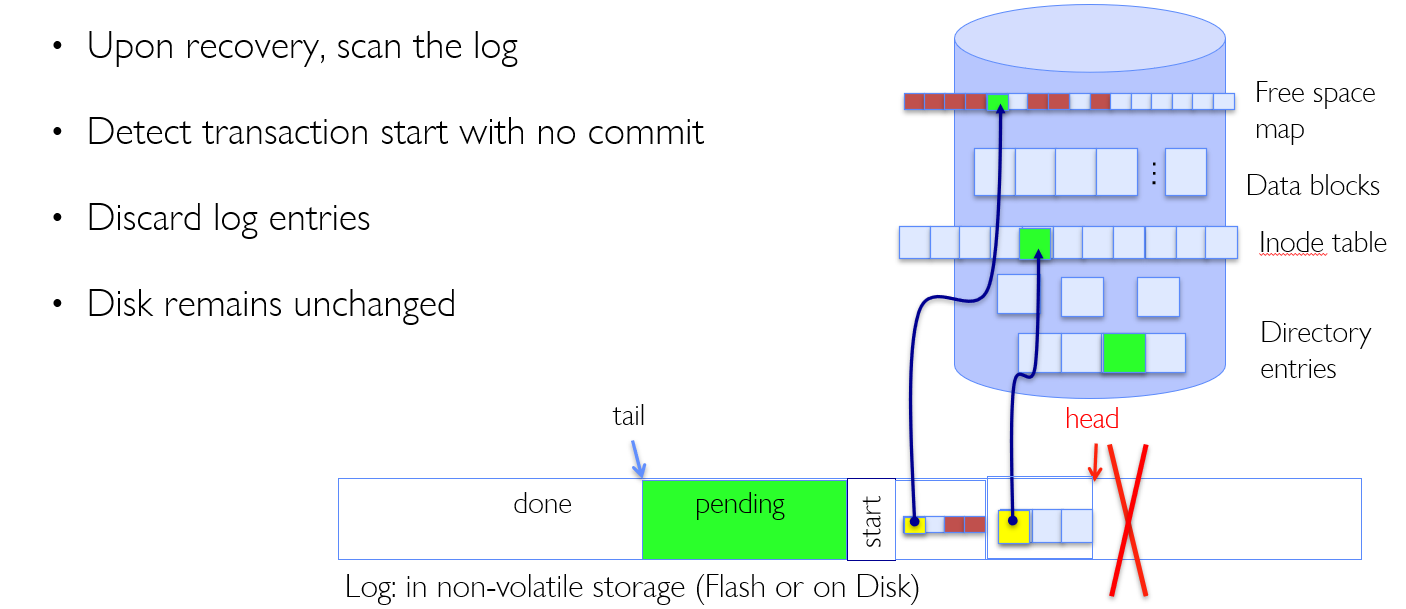 • Upon recovery, scan the log
• Detect transaction start with no commit
• Discard log entries
• Disk remains unchanged
Free space
map
Data blocks
Inode table
Directory
entries
tail
head
done
pending
start
Log: in non-volatile storage (Flash or on Disk)